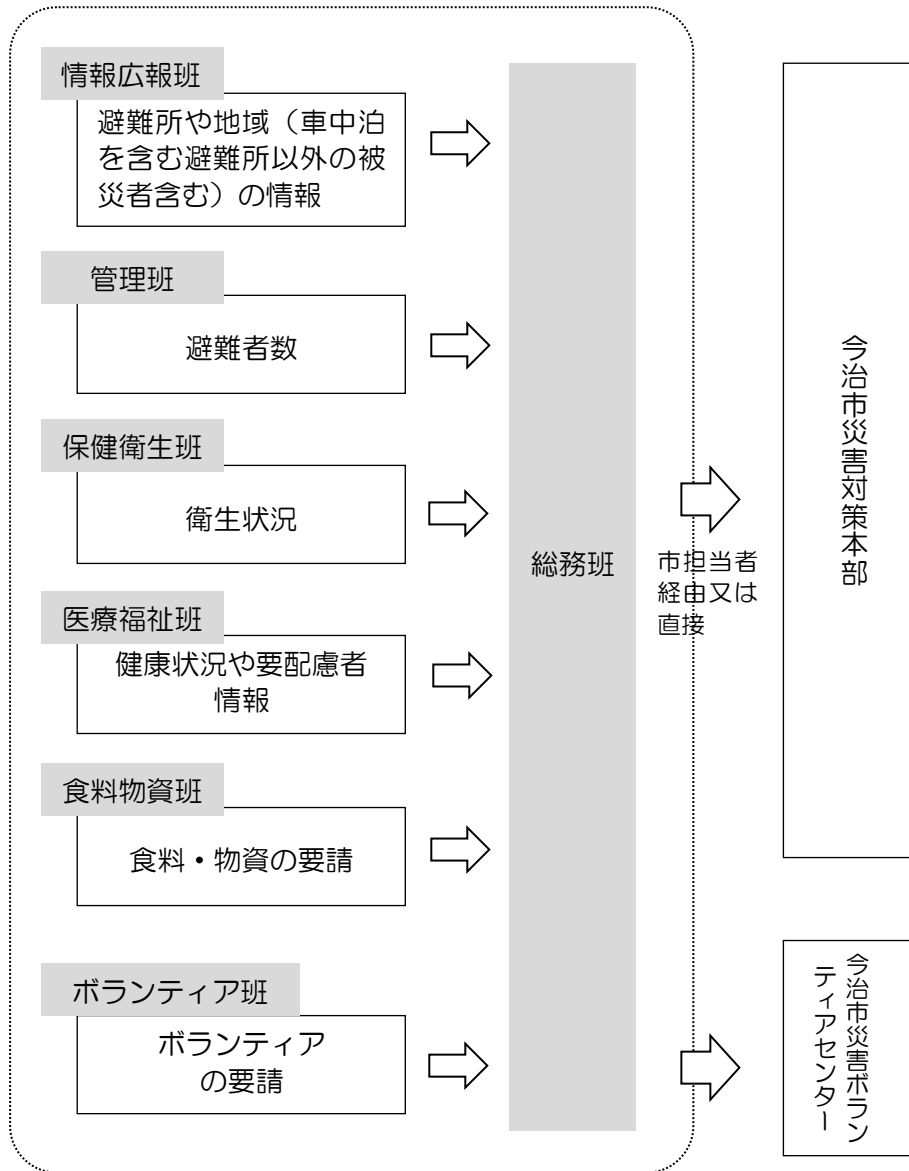 情報広報班
避難所や地域（車中泊
を含む避難所以外の被
災者含む）の情報
管理班
避難者数
保健衛生班
衛生状況
医療福祉班
健康状況や要配慮者
情報
食料物資班
食料・物資の要請
ボランティア班
ボランティア
の要請
総務班
市担当者
経由又は
直接
今治市災害対策本部
今治市災害ボラン
ティアセンター